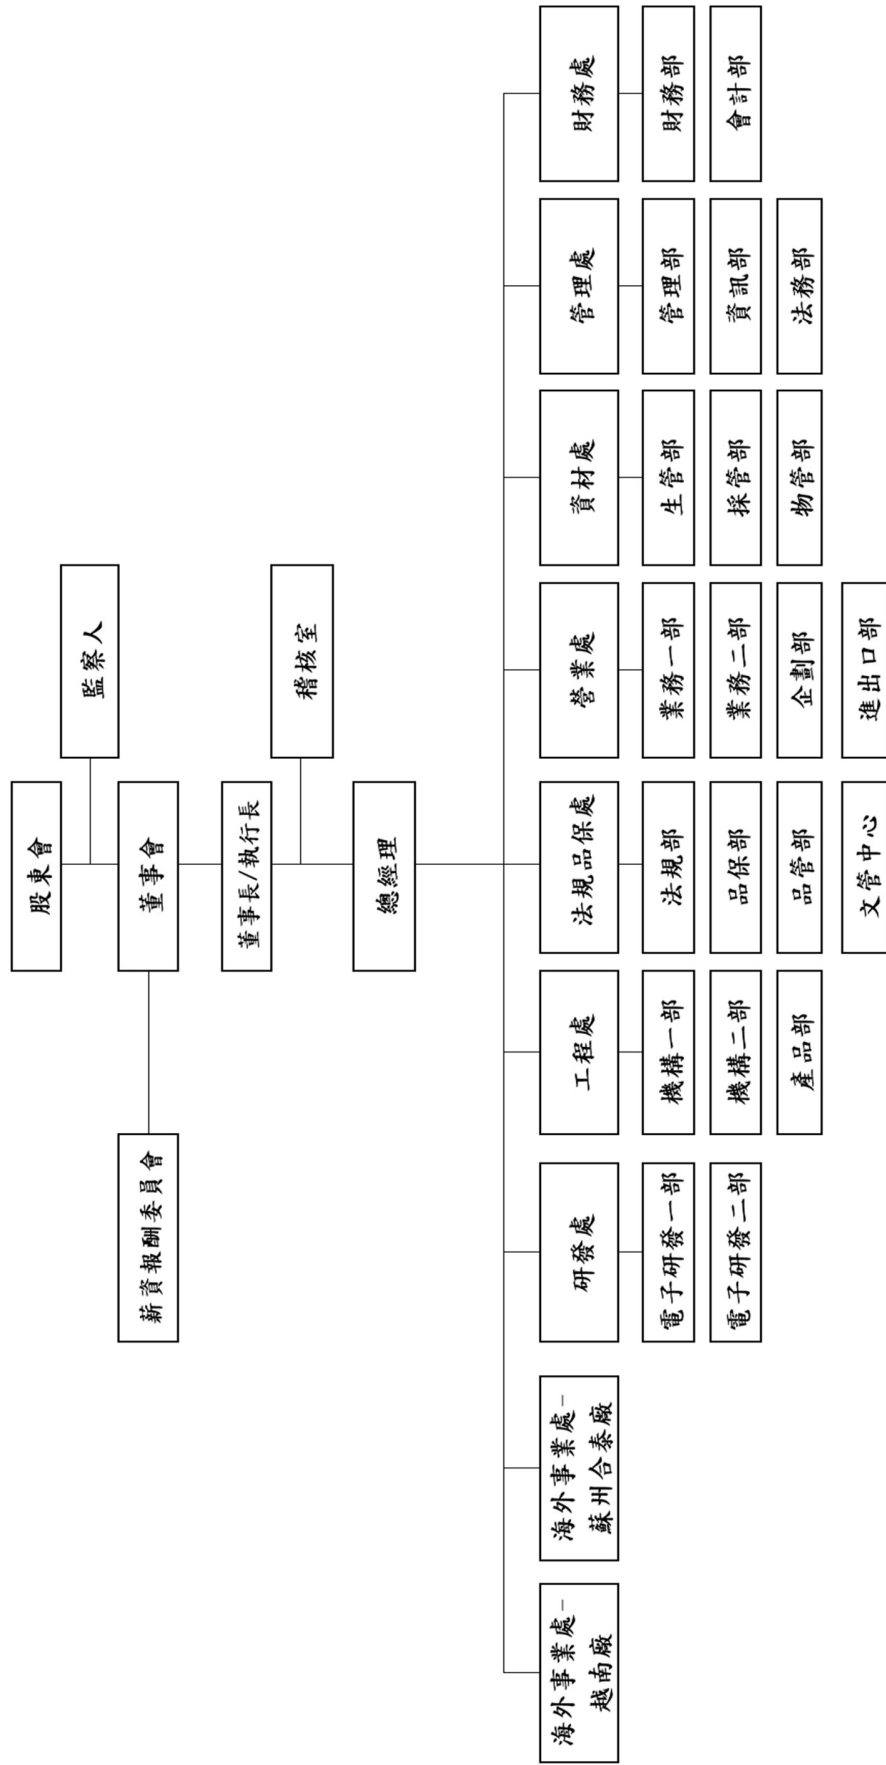 股東會
監察人
薪資報酬委員會
董事會
董事長/執行長
稽核室
總經理
海外事業處-
越南廠
海外事業處-
蘇州合泰廠
研發處
電子研發一部
電子研發二部
工程處
機構一部
機構二部
產品部
法規品保處
法規部
品保部
品管部
文管中心
營業處
業務一部
業務二部
企劃部
進出口部
資材處
生管部
採管部
物管部
管理處
管理部
資訊部
法務部
財務處
財務部
會計部